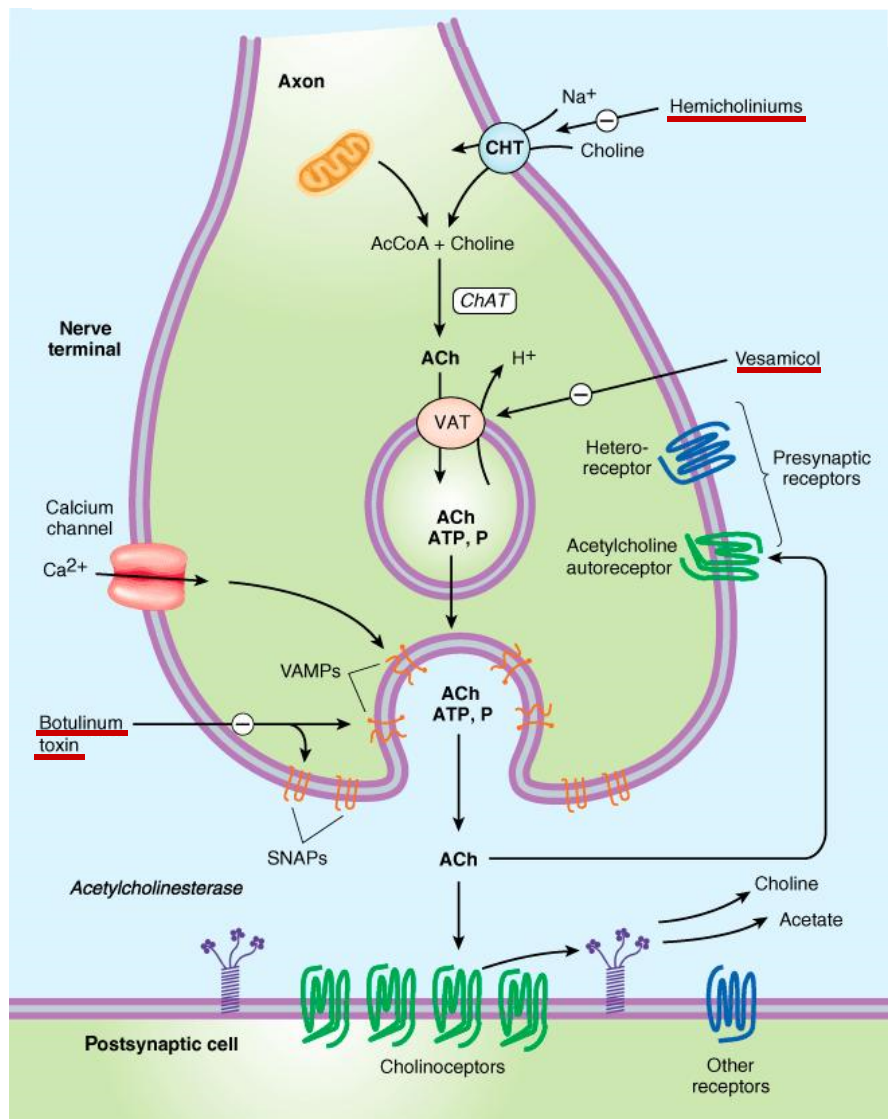 Axon
Na+
Hemicholiniums
CHT
Choline
AcCoA + Choline
ChAT
Nerve
terminal
ACh
H+
Vesamicol
VAT
Hetero-
receptor
Presynaptic
receptors
Calcium
channel
Ca2+
ACh
ATP, P
Acetylcholine
autoreceptor
VAMPs
ACh
ATP, P
Botulinum
toxin
SNAPs
ACh
Acetylcholinesterase
Choline
Acetate
Postsynaptic cell
Cholinoceptors
Other
receptors